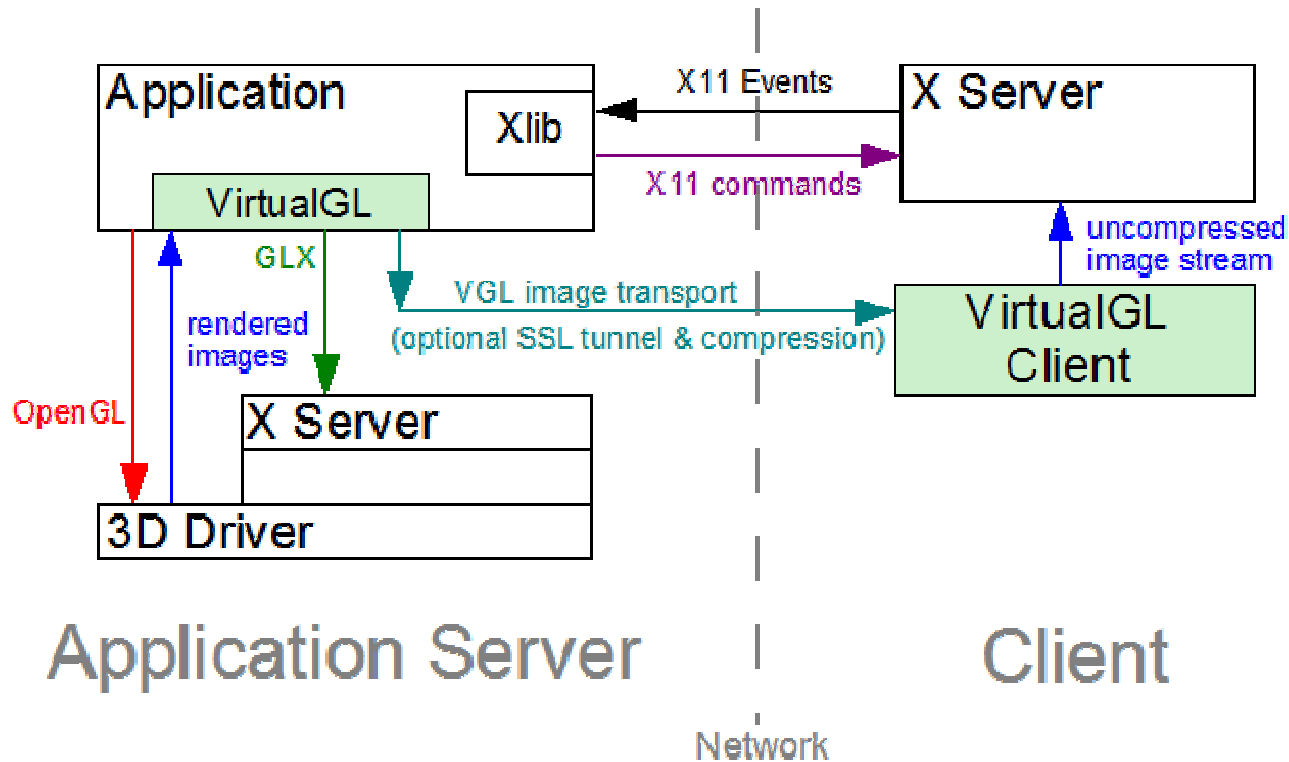 Application
Xlib
X11 Events
X Server
X11 commands
VirtualGL
GLX
uncompressed
image stream
VGL image transport
(optional SSL tunnel & compression)
VirtualGL
Client
rendered
images
OpenGL
X Server
3D Driver
Application Server
Client
Network